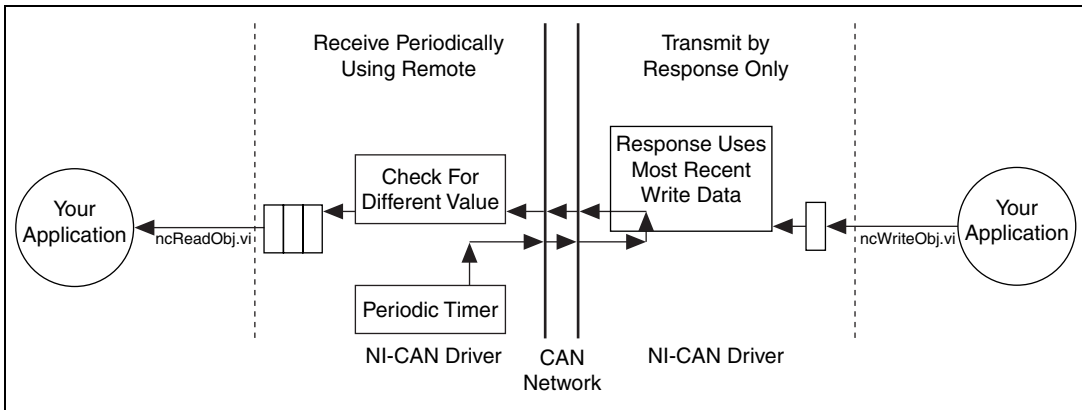 Receive Periodically
Using Remote
Transmit by
Response Only
Your
Application
ncReadObj.vi
Check For
Different Value
Periodic Timer
Response Uses
Most Recent
Write Data
ncWriteObj.vi
Your
Application
NI-CAN Driver
CAN
Network
NI-CAN Driver